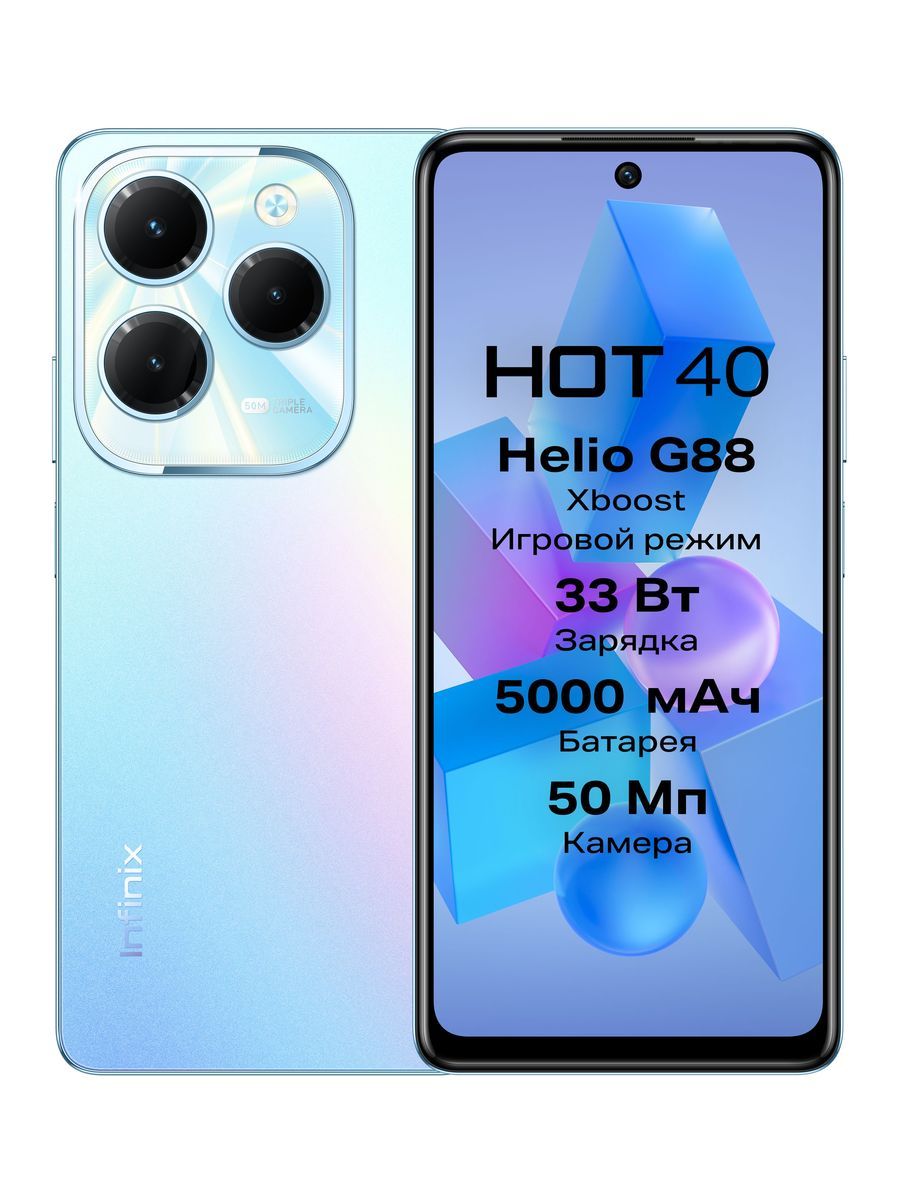 50M TRIPLE
CAMERA
Infinix
HOT 40
Helio G88
Xboost
Игровой режим
33 Вт
Зарядка
5000 мАч
Батарея
50 Мп
Камера